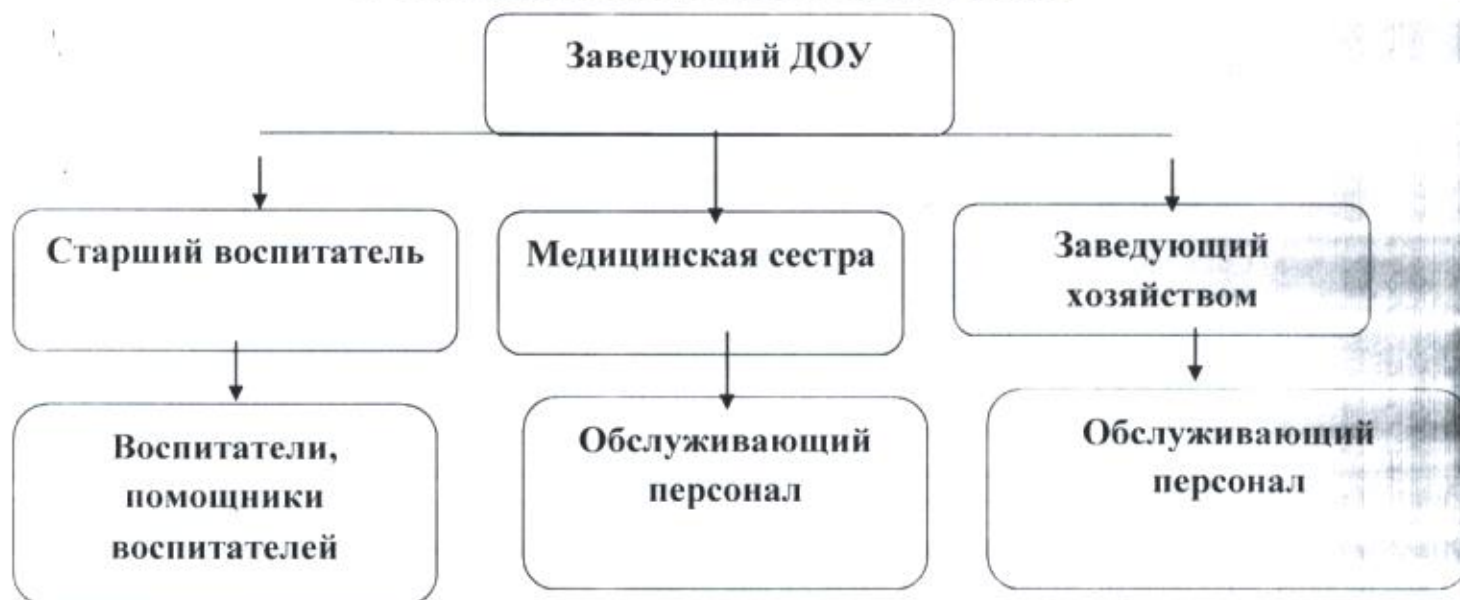 Заведующий ДОУ
Старший воспитатель
Медицинская сестра
Заведующий
хозяйством
Воспитатели,
помощники
воспитателей
Обслуживающий
персонал
Обслуживающий
персонал